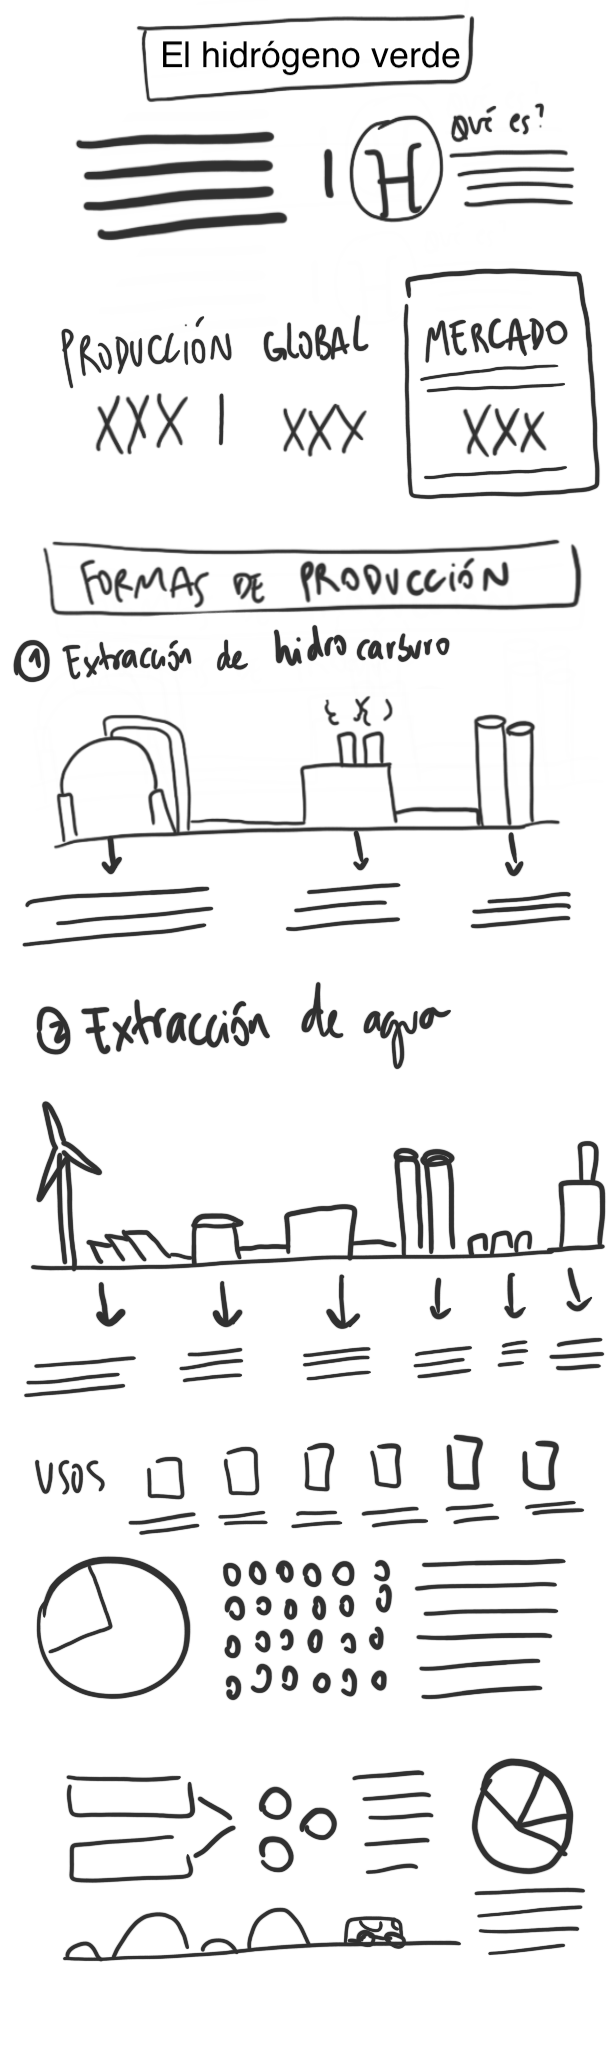 El hidrógeno verde
H
Qué es?
PRODUCCIÓN GLOBAL
XXX | XXX
MERCADO
XXX
FORMAS DE PRODUCCIÓN
① Extracción de hidrocarburo
② Extracción de agua
USOS